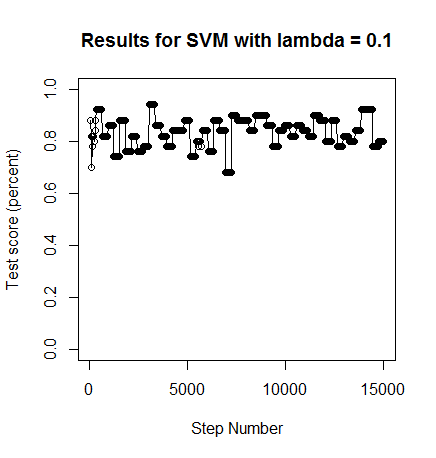 Results for SVM with lambda = 0.1
Test score (percent)
1.0
0.8
0.6
0.4
0.2
0.0
0 5000 10000 15000
Step Number